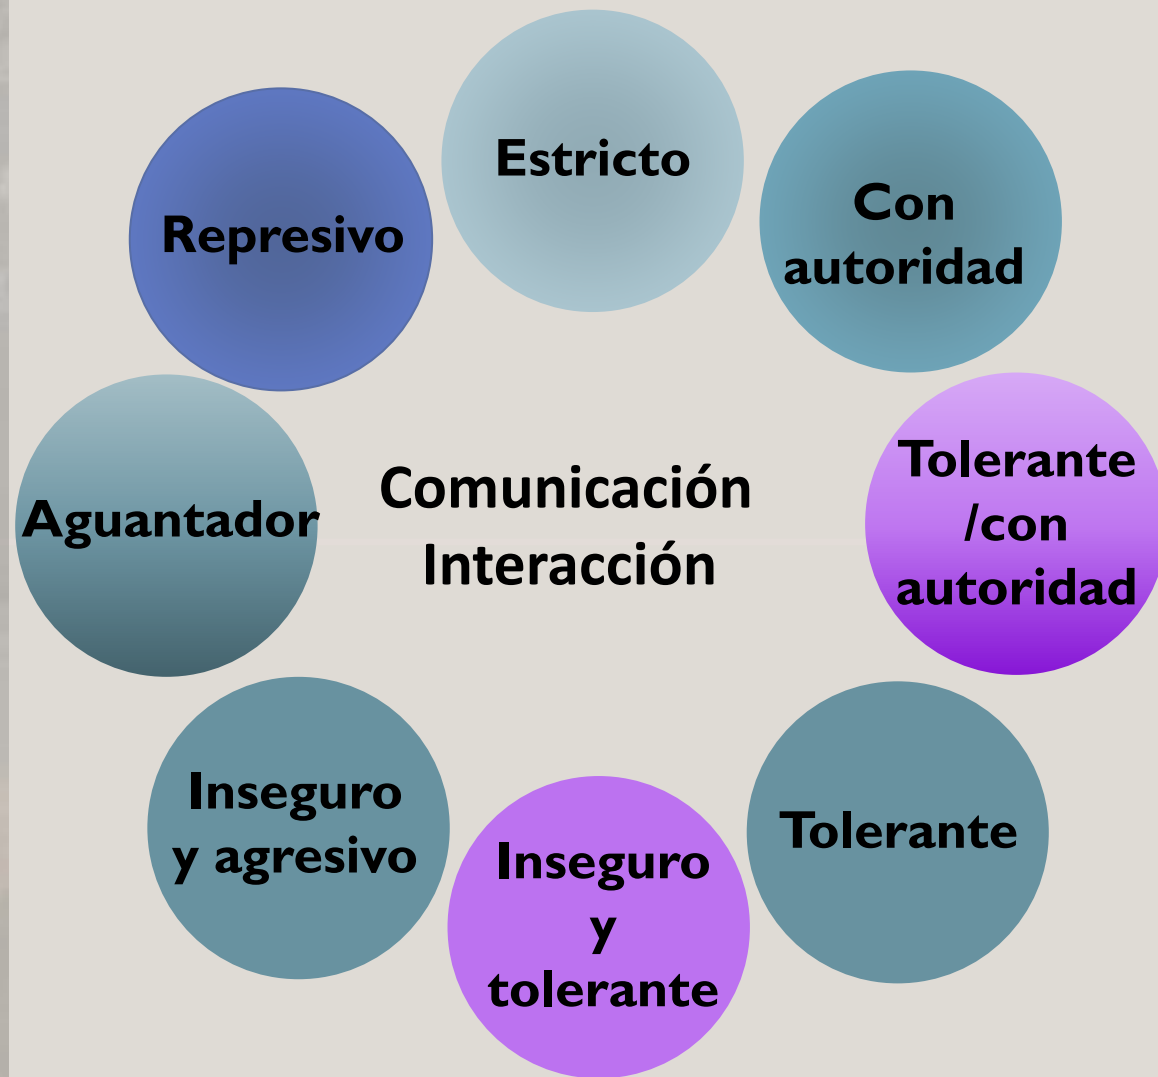 Estricto
Con
autoridad
Represivo
Tolerante
/con
autoridad
Aguantador
Comunicación
Interacción
Inseguro
y agresivo
Tolerante
Inseguro
y
tolerante